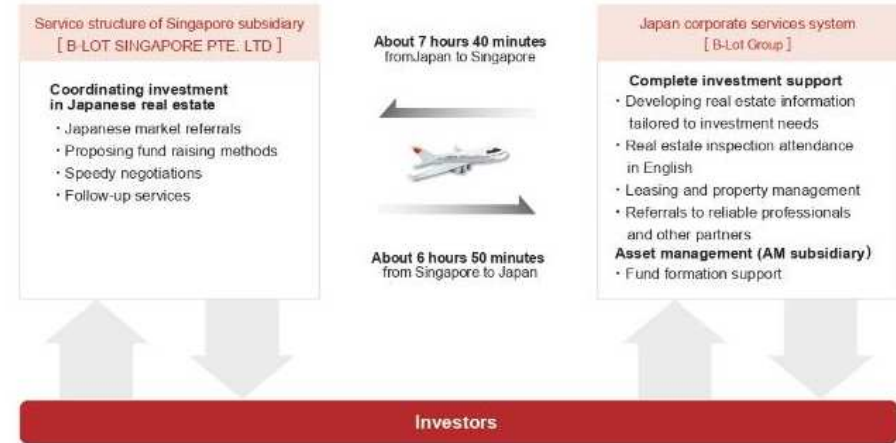 Service structure of Singapore subsidiary
[ B-LOT SINGAPORE PTE. LTD ]
Coordinating investment
in Japanese real estate
・Japanese market referrals
・Proposing fund raising methods
・Speedy negotiations
・Follow-up services
About 7 hours 40 minutes
fromJapan to Singapore
About 6 hours 50 minutes
from Singapore to Japan
Japan corporate services system
[ B-Lot Group ]
Complete investment support
・Developing real estate information
tailored to investment needs
・Real estate inspection attendance
in English
・Leasing and property management
・Referrals to reliable professionals
and other partners
Asset management (AM subsidiary)
・Fund formation support
Investors